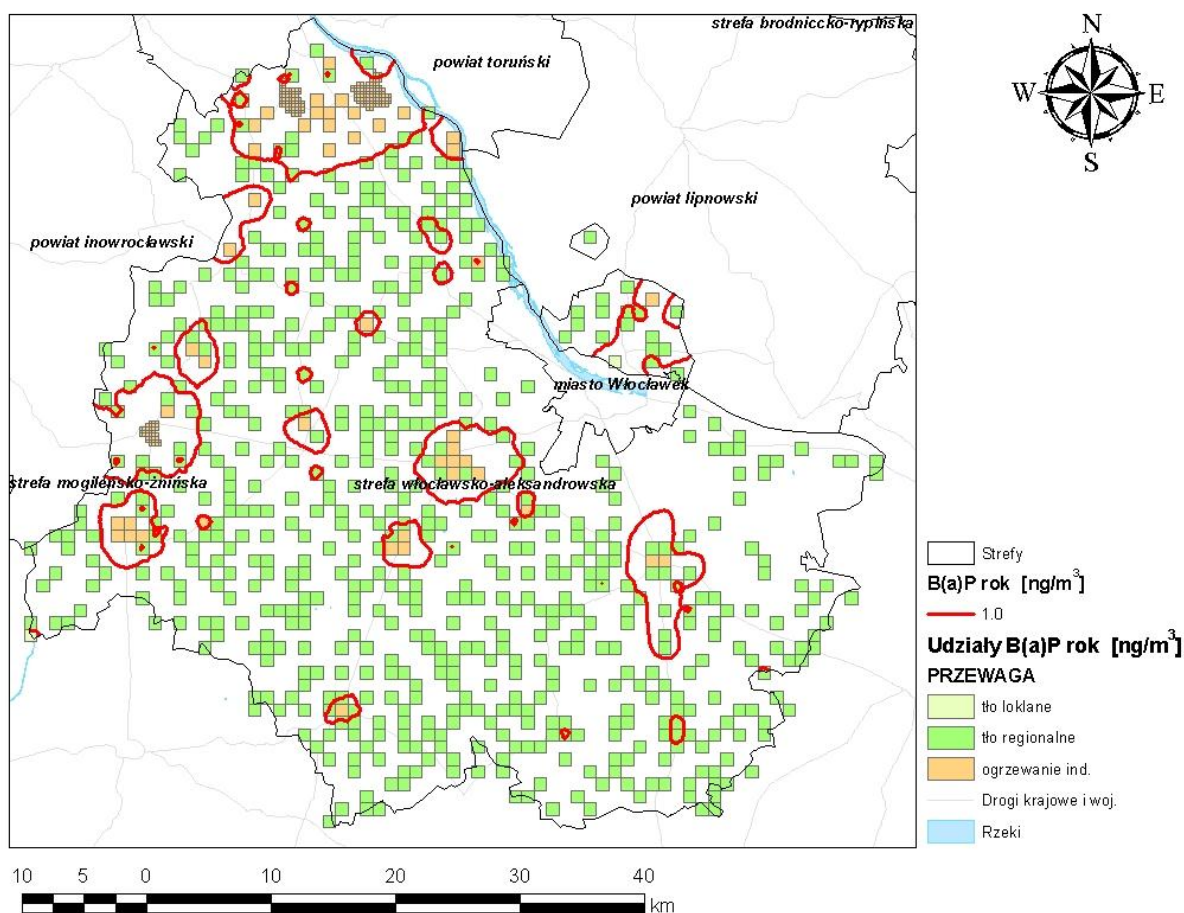 strefa brodniccko-rypińska
N
powiat toruński
W
E
S
powiat lipnowski
powiat inowrocławski
miasto Włocławek
strefa mogileńsko-żnińska
strefa włocławsko-aleksandrowska
Strefy
B(a)P rok [ng/m³]
1.0
Udziały B(a)P rok [ng/m³]
PRZEWAGA
tło loklane
tło regionalne
ogrzewanie ind.
Drogi krajowe i woj.
Rzeki
10 5 0 10 20 30 40
km